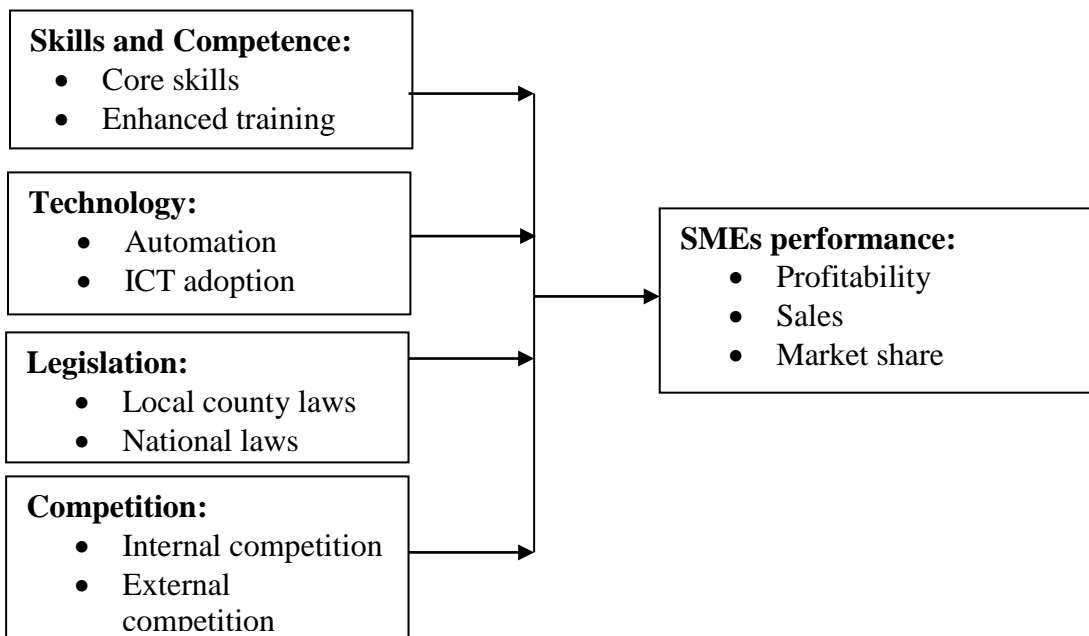 Skills and Competence:
• Core skills
• Enhanced training
Technology:
• Automation
• ICT adoption
Legislation:
• Local county laws
• National laws
Competition:
• Internal competition
• External
competition
SMEs performance:
• Profitability
• Sales
• Market share